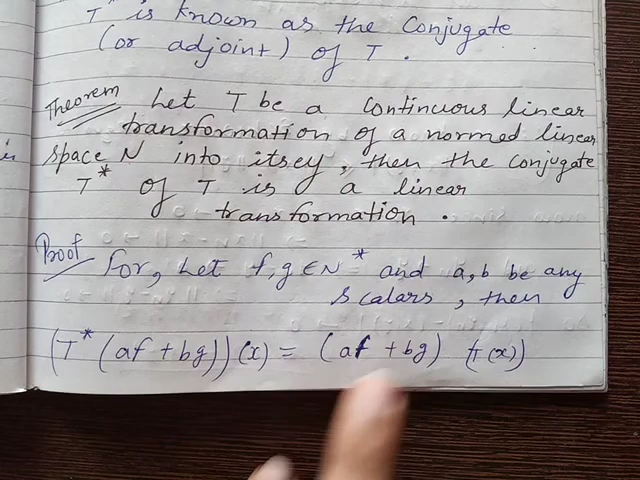 T* is known as the Conjugate
(or adjoint) of T.
Theorem Let T be a continuous linear
transformation of a normed linear
space N into itsey, then the conjugate
T* of T is a linear
transformation.
Proof For, Let f,g ∈ N* and a,b be any
scalars, then
(T*(af + bg))(x) = (af + bg) (T(x))